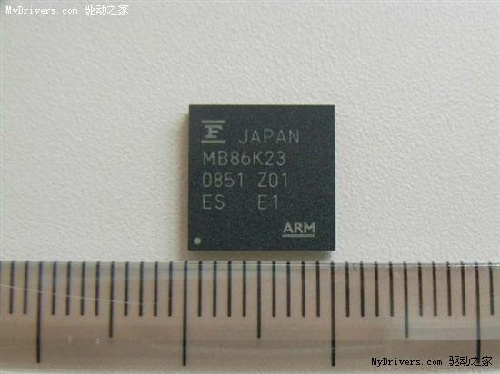 MyDrivers.com 驱动之家
F JAPAN
MB86K23
0851 Z01
ES E1
ARM
MyDrivers.com 驱动之家